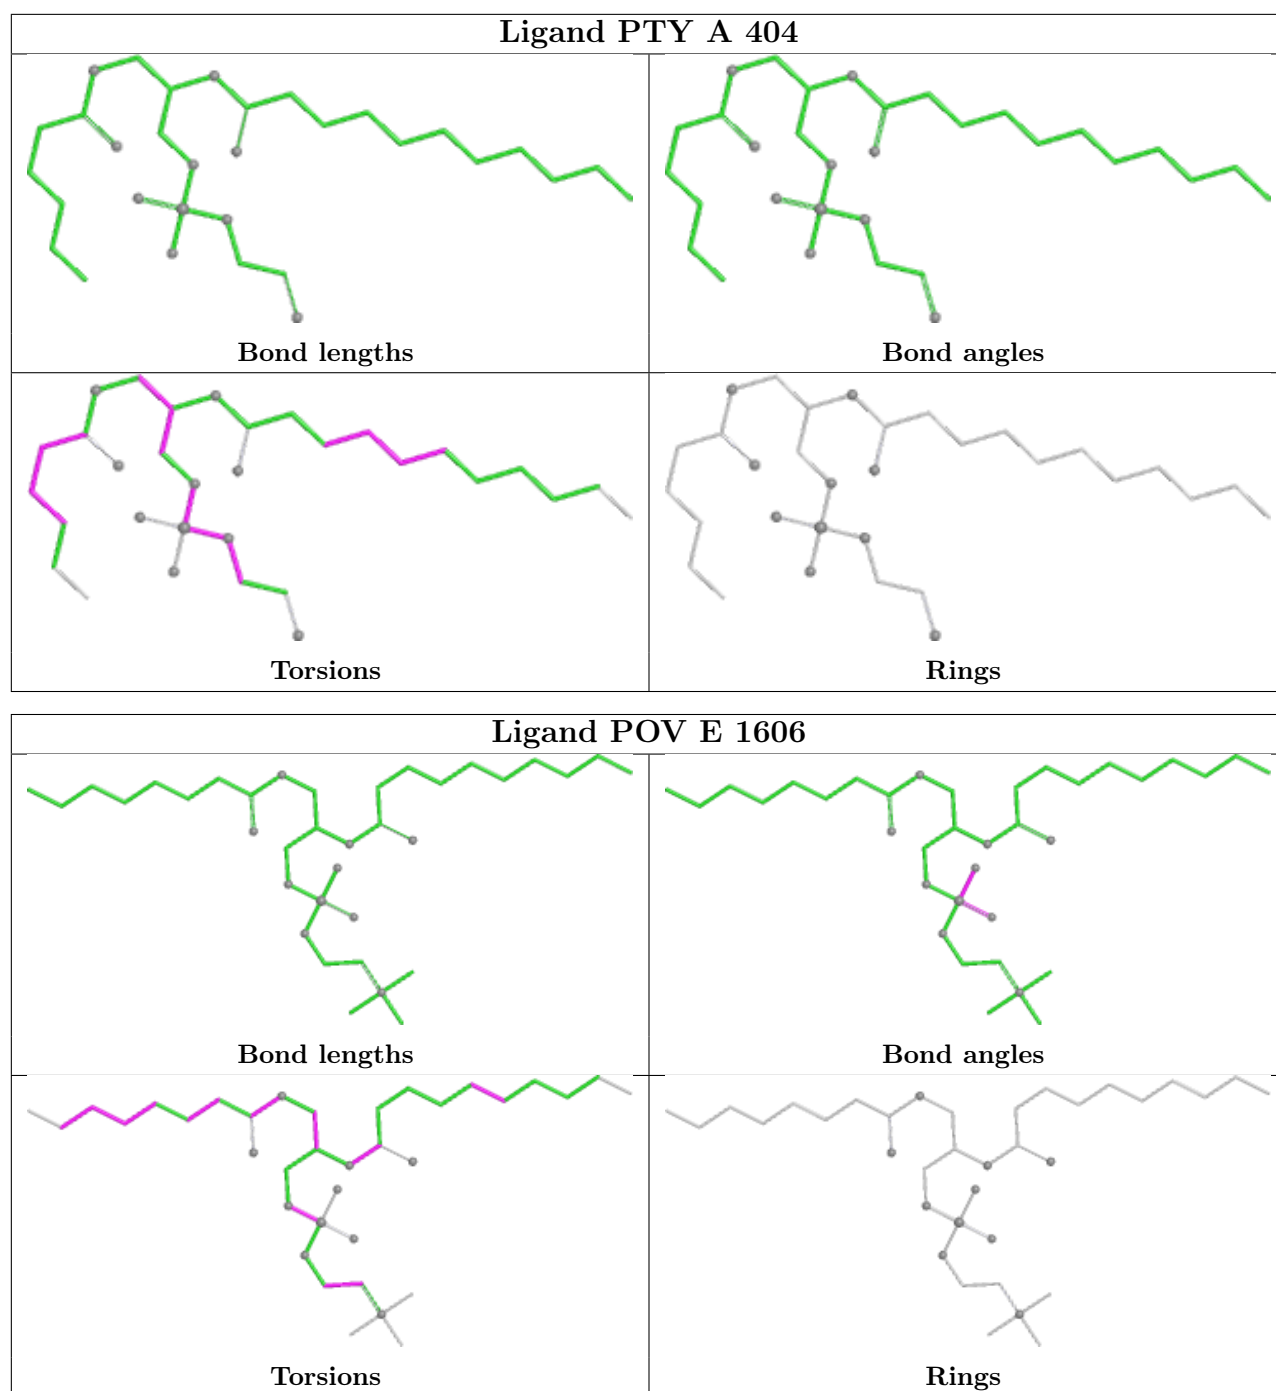 Ligand PTY A 404
Bond lengths
Bond angles
Torsions
Rings
Ligand POV E 1606
Bond lengths
Bond angles
Torsions
Rings